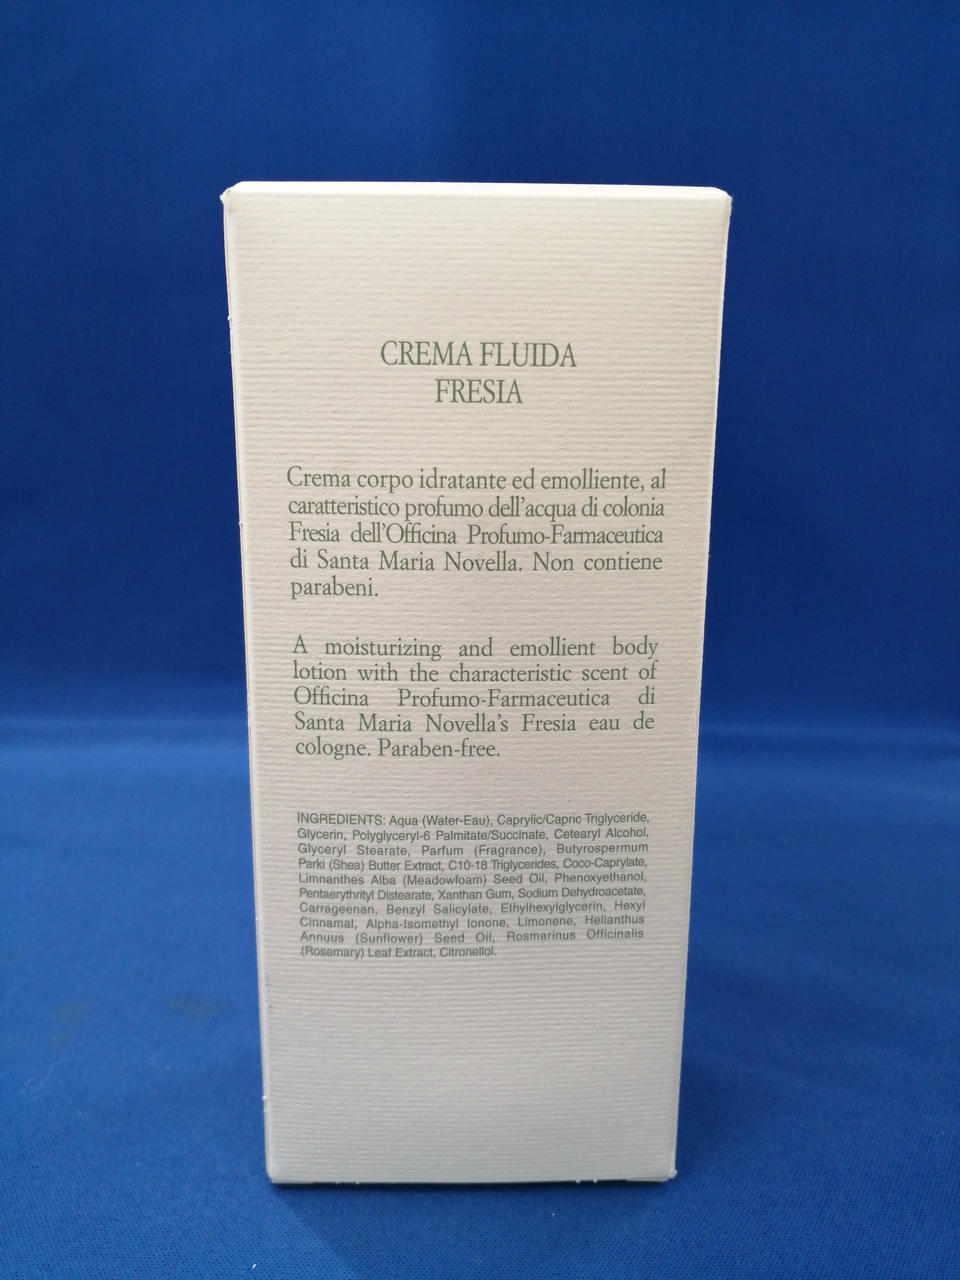 CREMA FLUIDA
FRESIA
Crema corpo idratante ed emolliente, al
caratteristico profumo dell'acqua di colonia
Fresia dell'Officina Profumo-Farmaceutica
di Santa Maria Novella. Non contiene
parabeni.
A moisturizing and emollient body
lotion with the characteristic scent of
Officina Profumo-Farmaceutica di
Santa Maria Novella's Fresia eau de
cologne. Paraben-free.
INGREDIENTS: Aqua (Water-Eau), Caprylic/Capric Triglyceride,
Glycerin, Polyglyceryl-6 Palmitate/Succinate, Cetearyl Alcohol,
Glyceryl Stearate, Parfum (Fragrance), Butyrospermum
Parki (Shea) Butter Extract, C10-18 Triglycerides, Coco-Caprylate,
Limnanthes Alba (Meadowfoam) Seed Oil, Phenoxyethanol,
Pentaerythrityl Distearate, Xanthan Gum, Sodium Dehydroacetate,
Carrageenan, Benzyl Salicylate, Ethylhexylglycerin, Hexyl
Cinnamal, Alpha-Isomethyl Ionone, Limonene, Helianthus
Annuus (Sunflower) Seed Oil, Rosmarinus Officinalis
(Rosemary) Leaf Extract, Citronellol.